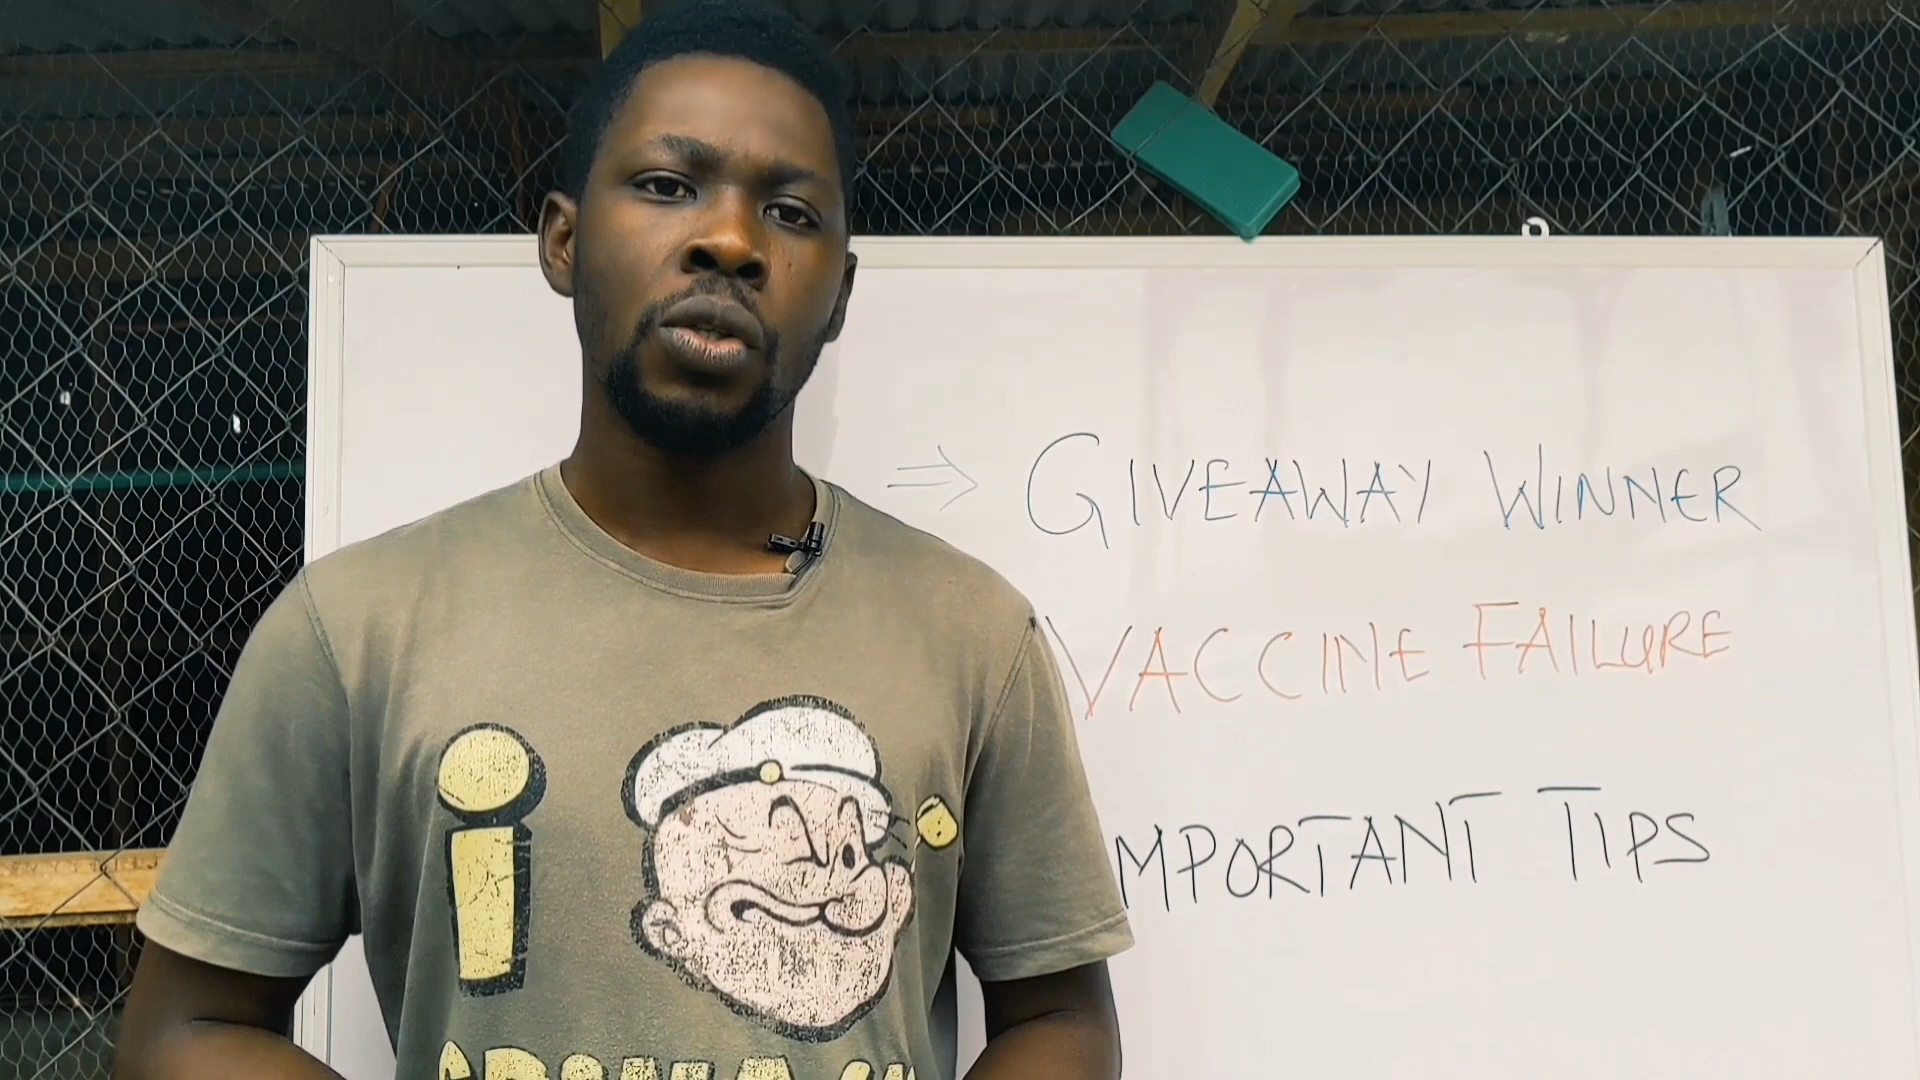 ⇒ GIVEAWAY WINNER
VACCINE FAILURE
MPORTANT TIPS
i